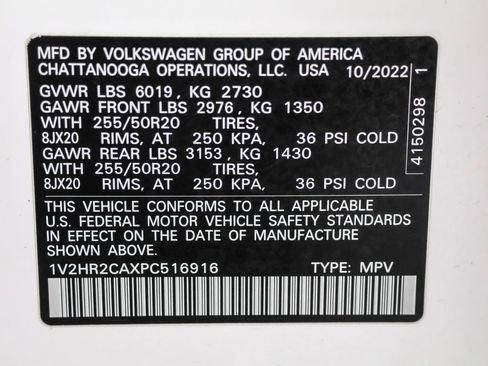 MFD BY VOLKSWAGEN GROUP OF AMERICA
CHATTANOOGA OPERATIONS, LLC. USA 10/2022
GVWR LBS 6019, KG 2730
GAWR FRONT LBS 2976, KG 1350
WITH 255/50R20 TIRES,
8JX20 RIMS, AT 250 KPA, 36 PSI COLD
GAWR REAR LBS 3153, KG 1430
WITH 255/50R20 TIRES,
8JX20 RIMS, AT 250 KPA, 36 PSI COLD
THIS VEHICLE CONFORMS TO ALL APPLICABLE
U.S. FEDERAL MOTOR VEHICLE SAFETY STANDARDS
IN EFFECT ON THE DATE OF MANUFACTURE
SHOWN ABOVE.
1V2HR2CAXPC516916 TYPE: MPV
4150298 1